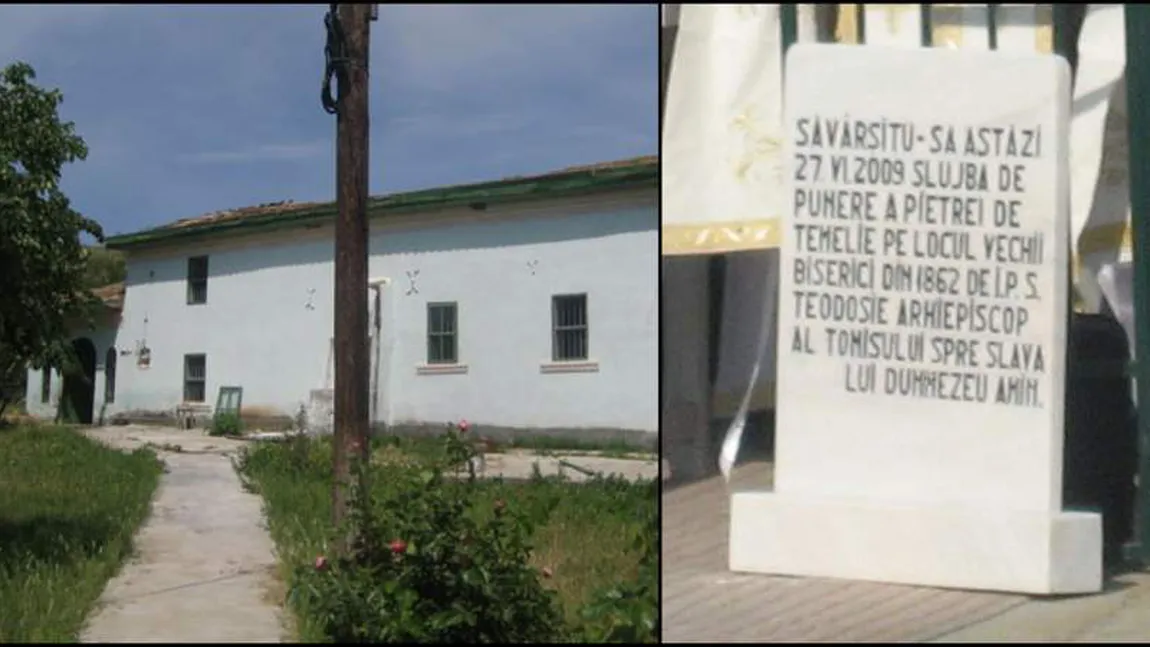 SĂVÂRSÎTU-SA ASTĂZI
27.VI.2009 SLUJBA DE
PUNERE A PIETREI DE
TEMELIE PE LOCUL VECHII
BISERICI DIN 1862 DE Î.P.S.
TEODOSIE ARHIEPISCOP
AL TOMISULUI SPRE SLAVA
LUI DUMNEZEU AMIN.